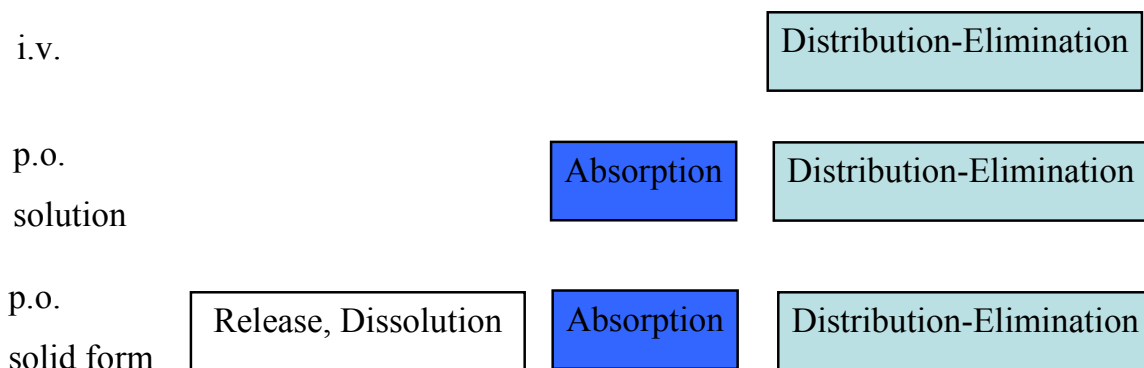 i.v.
Distribution-Elimination
p.o.
solution
Absorption
Distribution-Elimination
p.o.
solid form
Release, Dissolution
Absorption
Distribution-Elimination